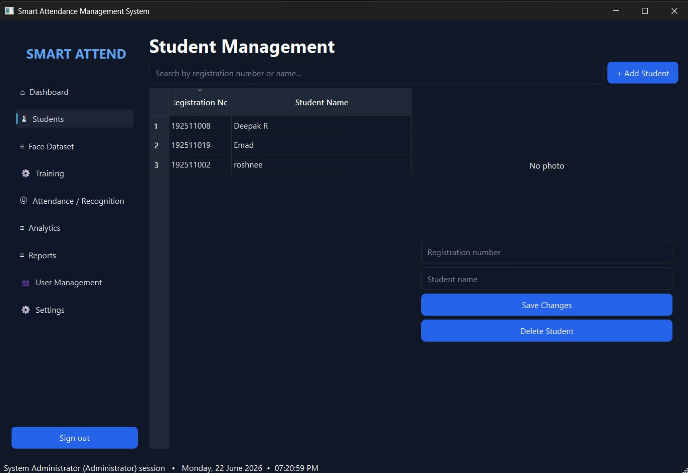 Smart Attendance Management System
SMART ATTEND
Dashboard
Students
Face Dataset
Training
Attendance / Recognition
Analytics
Reports
User Management
Settings
Sign out
Student Management
Search by registration number or name...
+ Add Student
Registration No Student Name
1 192511008 Deepak R
2 192511019 Emad
3 192511002 roshnee
No photo
Registration number
Student name
Save Changes
Delete Student
System Administrator (Administrator) session • Monday, 22 June 2026 • 07:20:59 PM